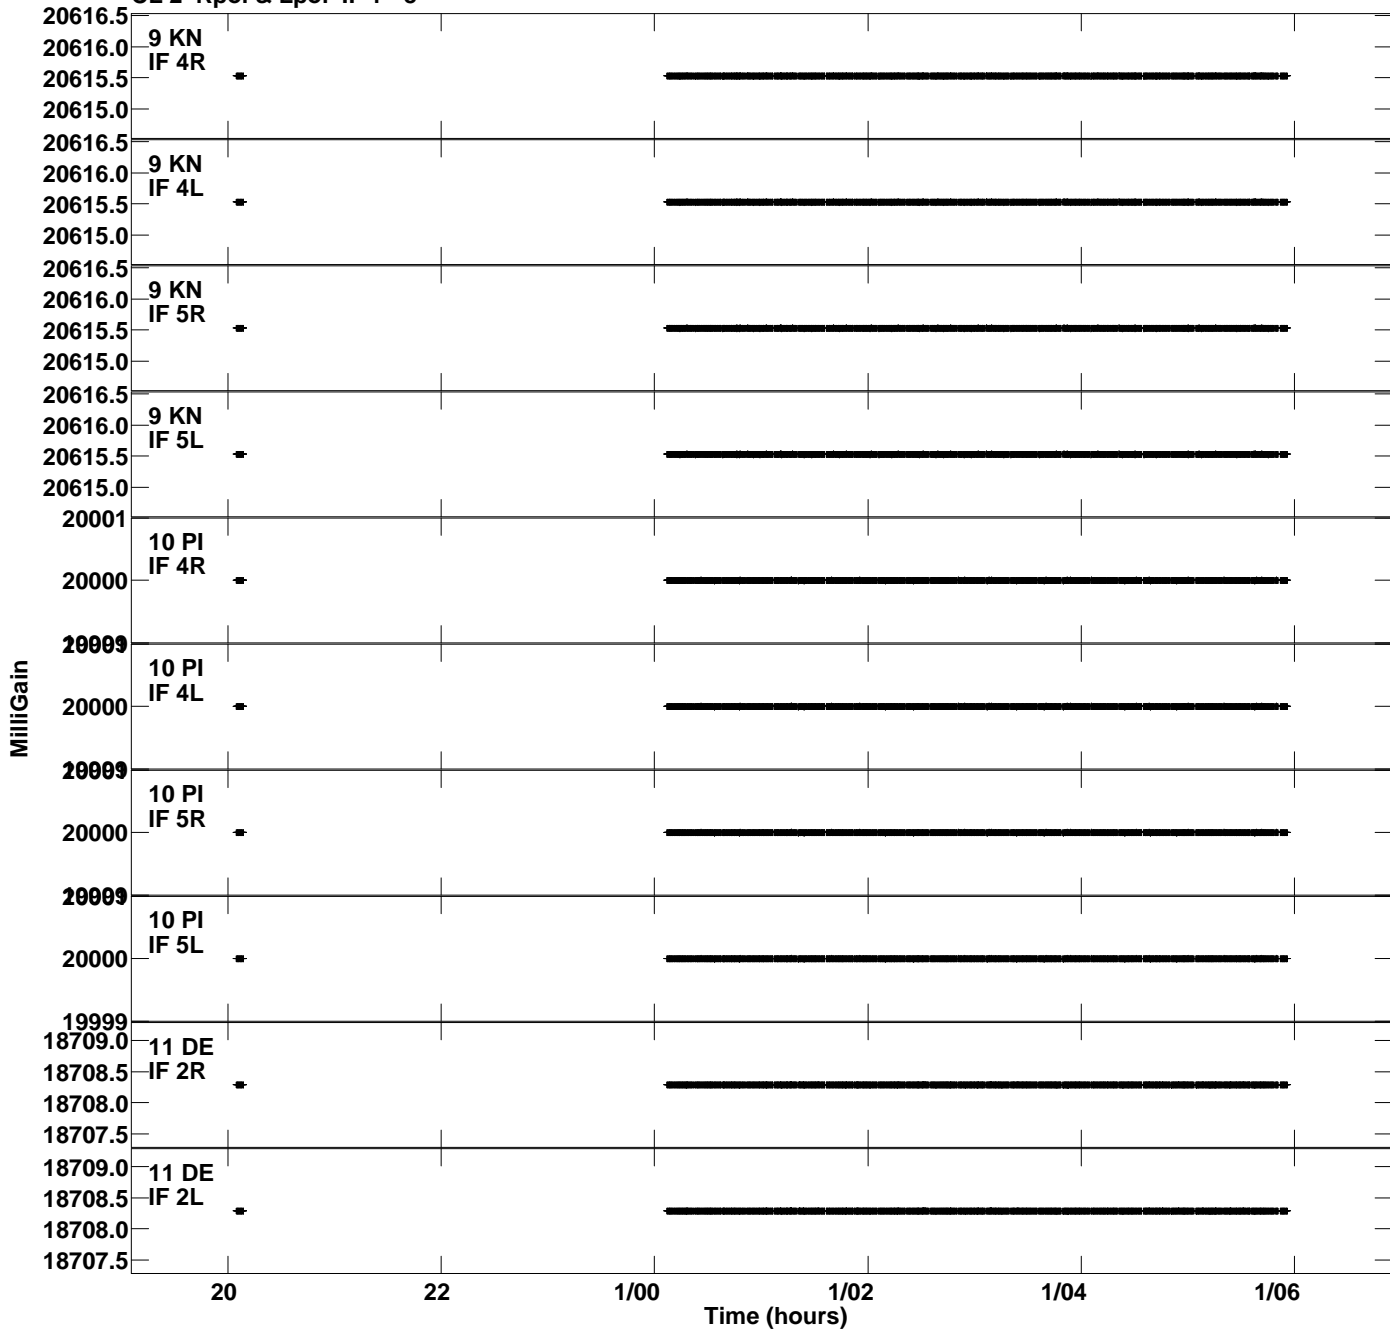 20616.5
20616.0
20615.5
20615.0
9 KN
IF 4R
20616.5
20616.0
20615.5
20615.0
9 KN
IF 4L
20616.5
20616.0
20615.5
20615.0
9 KN
IF 5R
20616.5
20616.0
20615.5
20615.0
9 KN
IF 5L
20001
20000
10 PI
IF 4R
20000
10 PI
IF 4L
20000
10 PI
IF 5R
20000
19999
10 PI
IF 5L
18709.0
18708.5
18708.0
18707.5
11 DE
IF 2R
18709.0
18708.5
18708.0
18707.5
11 DE
IF 2L
MilliGain
20 22 1/00 1/02 1/04 1/06
Time (hours)